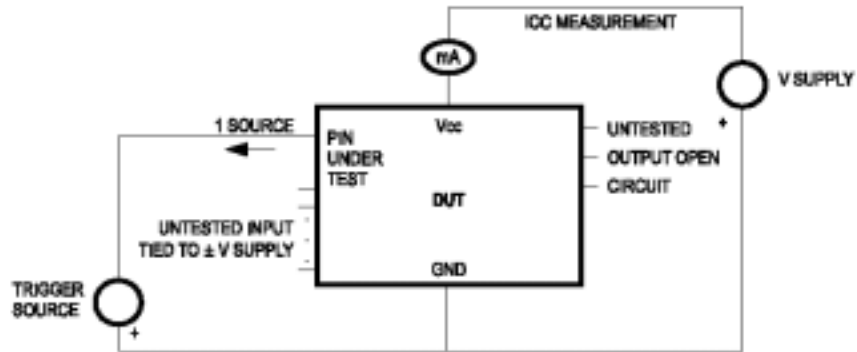 ICC MEASUREMENT
mA
V SUPPLY
+
1 SOURCE
Vcc
UNTESTED
PIN
UNDER
TEST
OUTPUT OPEN
CIRCUIT
DUT
UNTESTED INPUT
TIED TO ± V SUPPLY
GND
TRIGGER
SOURCE
+